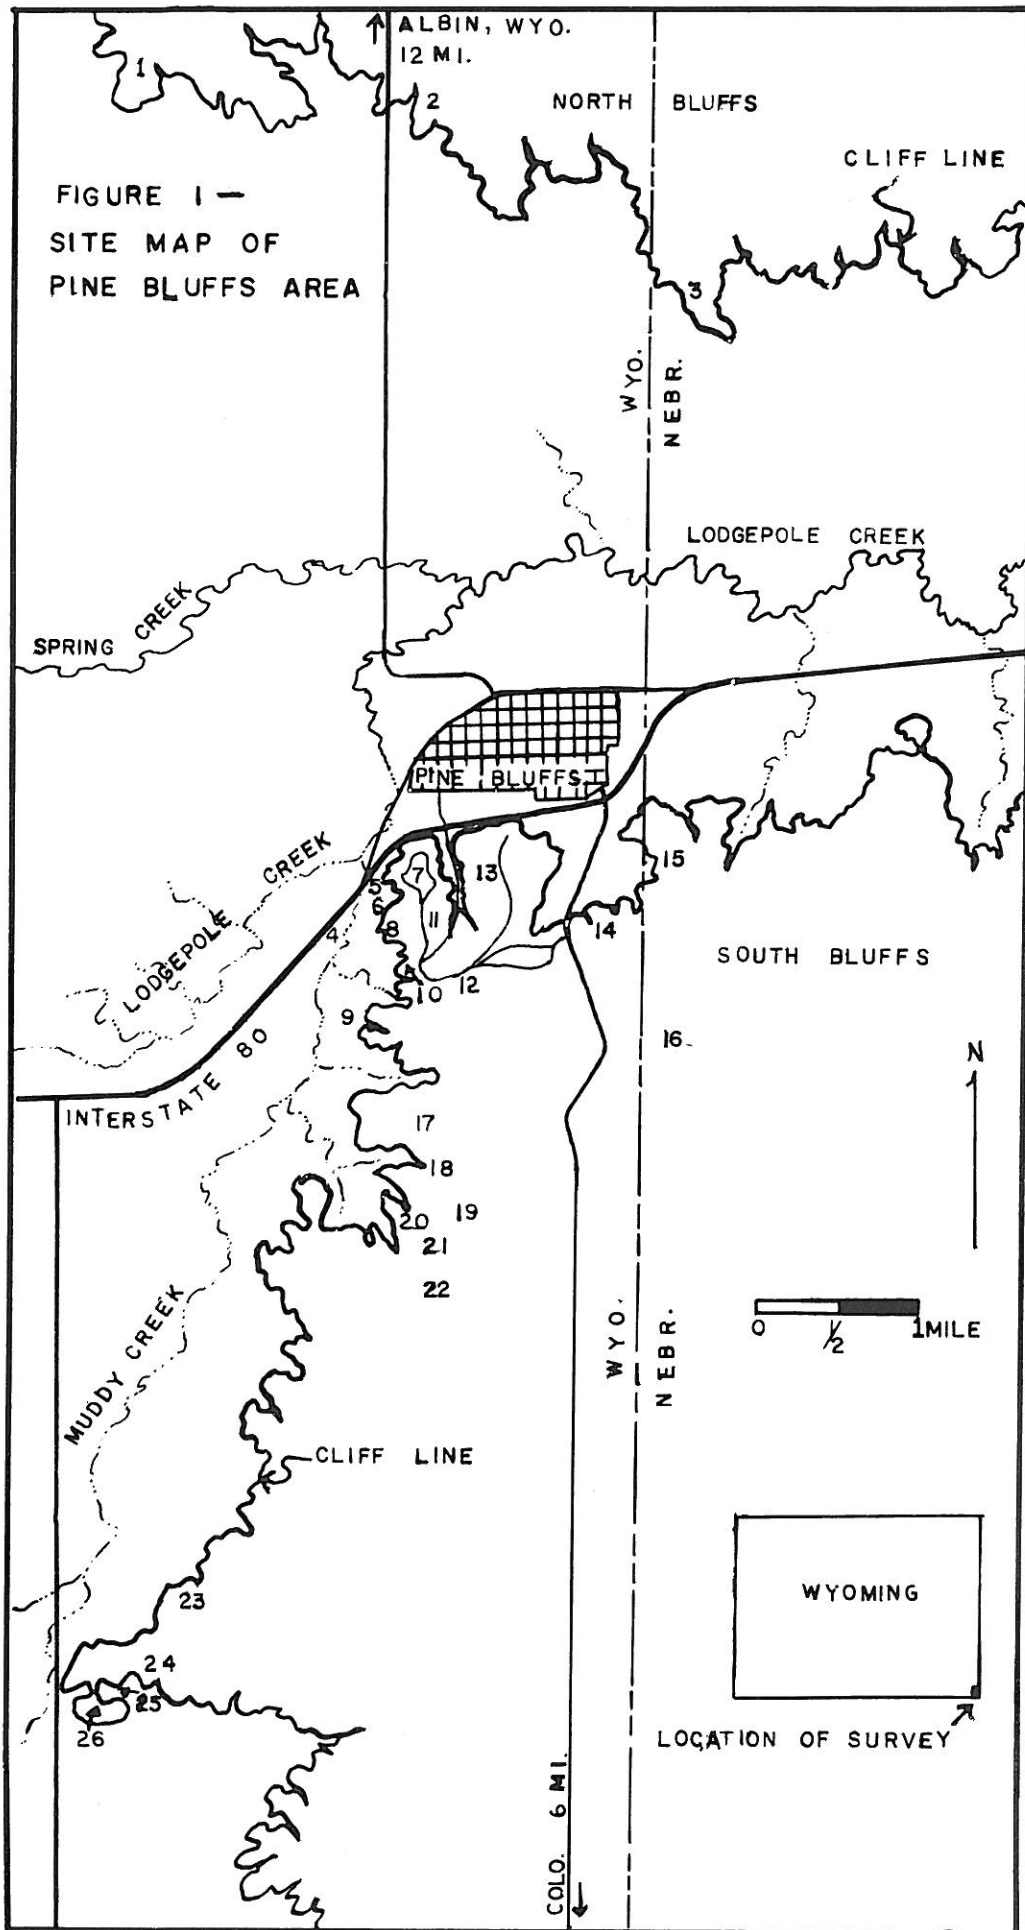 ALBIN, WYO.
12 MI.
1
2
NORTH BLUFFS
CLIFF LINE
FIGURE 1 —
SITE MAP OF
PINE BLUFFS AREA
3
WYO.
NEBR.
LODGEPOLE CREEK
SPRING CREEK
PINE BLUFFS
LODGEPOLE CREEK
13
15
5
7
6
11
4
8
14
SOUTH BLUFFS
10
12
9
16
N
INTERSTATE 80
17
18
19
20
21
22
MUDDY CREEK
WYO.
NEBR.
0 1/2 1 MILE
CLIFF LINE
23
WYOMING
24
25
26
LOCATION OF SURVEY
COLO. 6 MI.